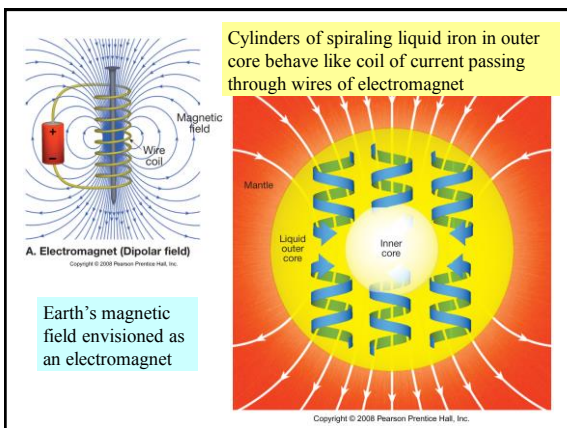 Cylinders of spiraling liquid iron in outer
core behave like coil of current passing
through wires of electromagnet
Magnetic
field
Wire
coil
+
–
A. Electromagnet (Dipolar field)
Copyright © 2008 Pearson Prentice Hall, Inc.
Earth's magnetic
field envisioned as
an electromagnet
Mantle
Liquid
outer
core
Inner
core
Copyright © 2008 Pearson Prentice Hall, Inc.